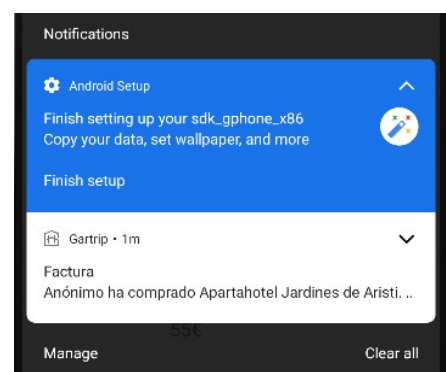 Notifications
Android Setup
Finish setting up your sdk_gphone_x86
Copy your data, set wallpaper, and more
Finish setup
Gartrip • 1m
Factura
Anónimo ha comprado Apartahotel Jardines de Aristi. ..
55€
Manage
Clear all